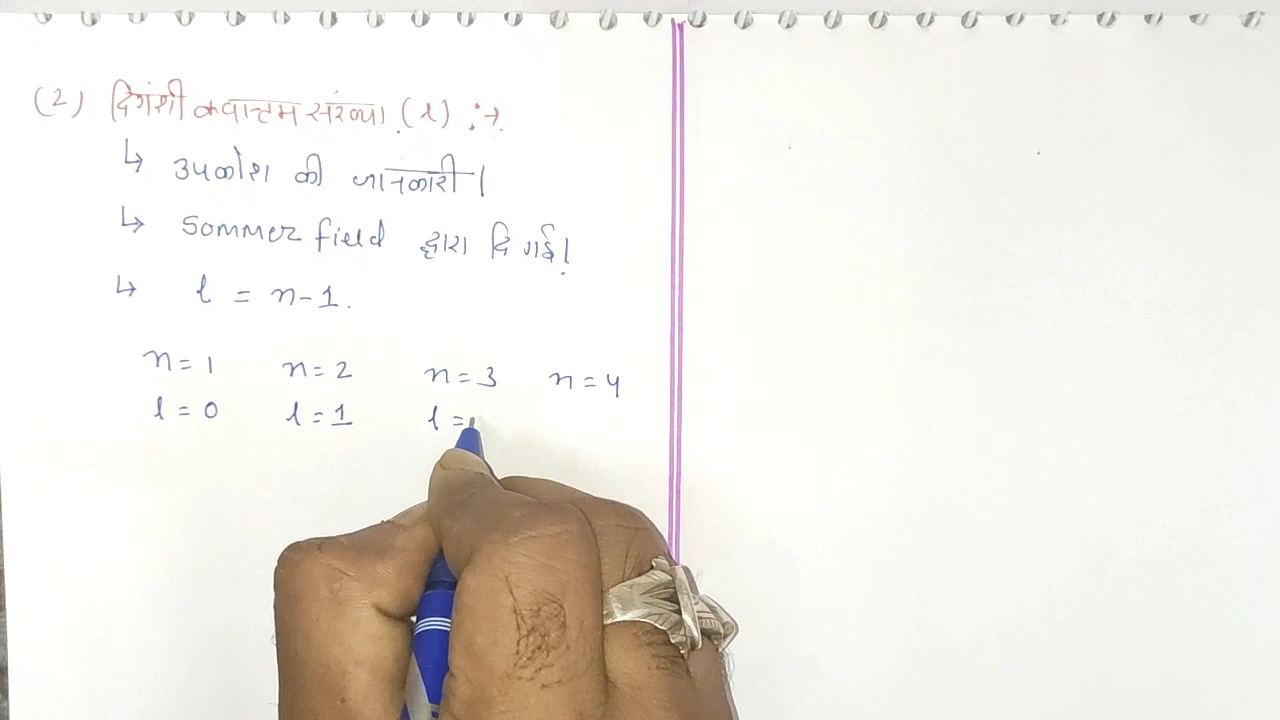 (2) दिगंशी क्वान्टम संख्या (l) :→
↳ उपकोश की जानकारी।
↳ Sommerfield द्वारा दि गई।
↳ l = n-1.
n=1 n=2 n=3 n=4
l=0 l=1 l=